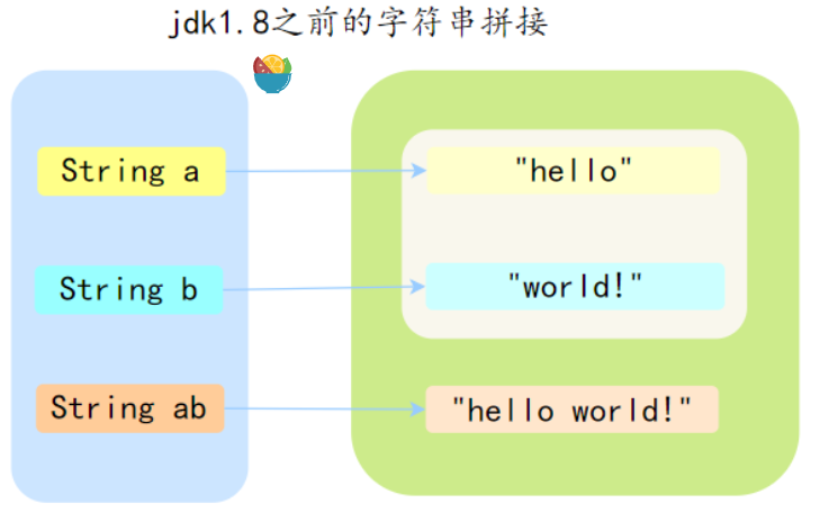 jdk1.8之前的字符串拼接
String a
"hello"
String b
"world!"
String ab
"hello world!"